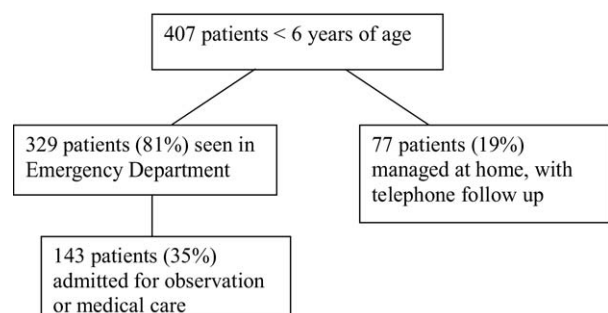 407 patients < 6 years of age
329 patients (81%) seen in
Emergency Department
77 patients (19%)
managed at home, with
telephone follow up
143 patients (35%)
admitted for observation
or medical care